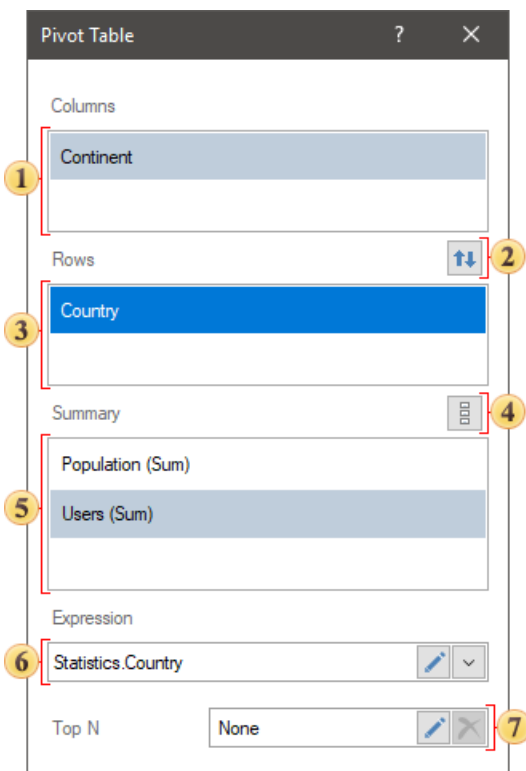 Pivot Table ? ×
Columns
1 Continent
Rows 2
3 Country
Summary 4
Population (Sum)
5 Users (Sum)
Expression
6 Statistics.Country
Top N None 7